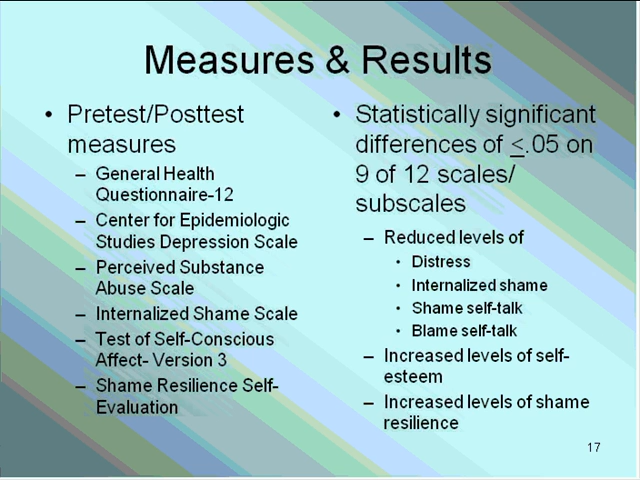 Measures & Results
• Pretest/Posttest
measures
– General Health
Questionnaire-12
– Center for Epidemiologic
Studies Depression Scale
– Perceived Substance
Abuse Scale
– Internalized Shame Scale
– Test of Self-Conscious
Affect- Version 3
– Shame Resilience Self-
Evaluation
• Statistically significant
differences of <.05 on
9 of 12 scales/
subscales
– Reduced levels of
• Distress
• Internalized shame
• Shame self-talk
• Blame self-talk
– Increased levels of self-
esteem
– Increased levels of shame
resilience
17